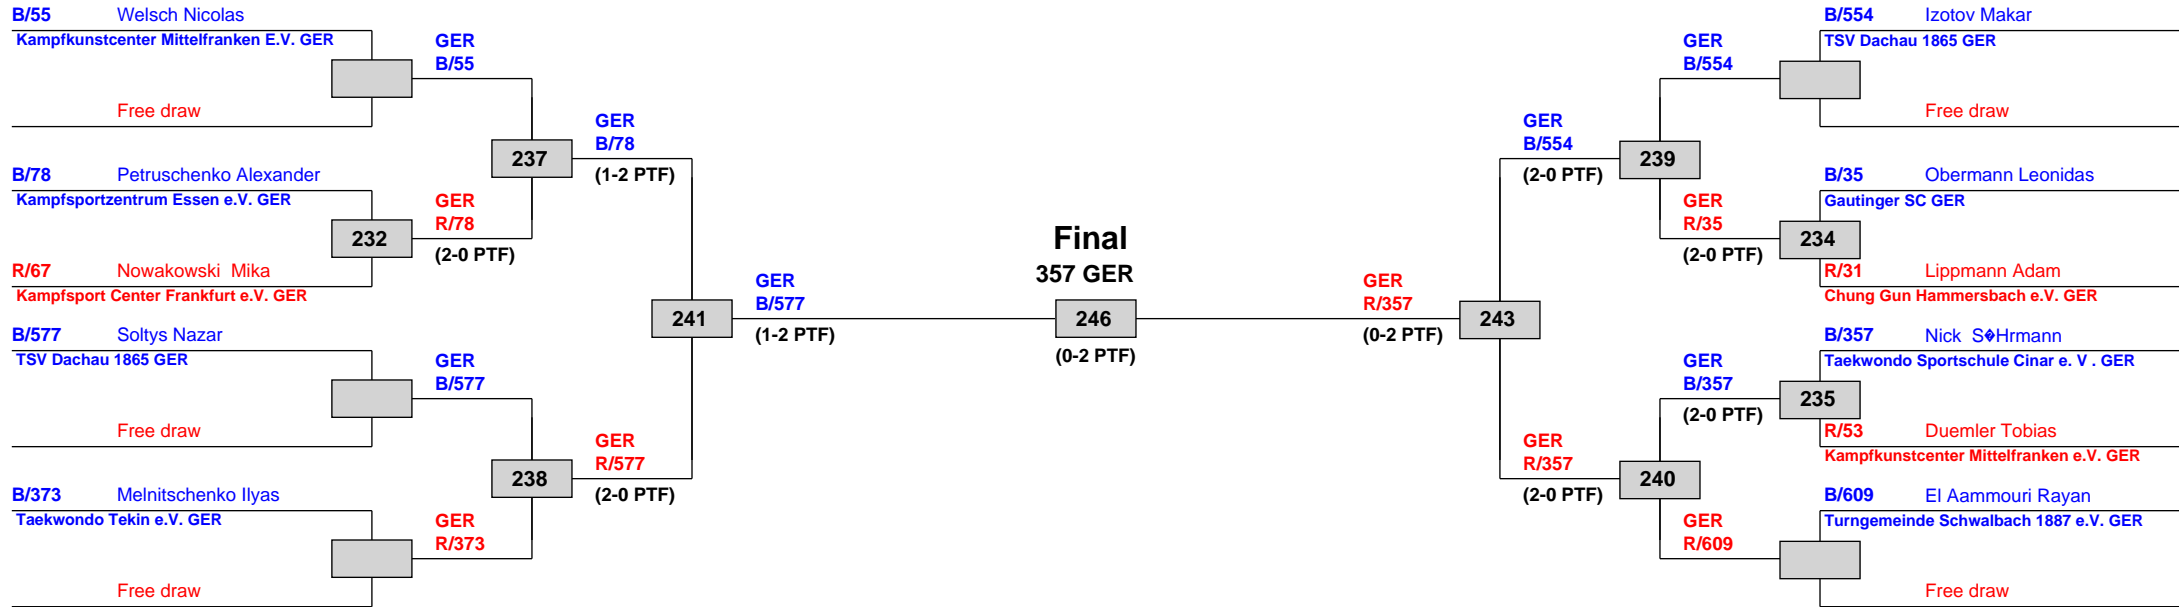 B/55 Welsch Nicolas
Kampfkunstcenter Mittelfranken E.V. GER
Free draw
GER
B/55
B/78 Petruschenko Alexander
Kampfsportzentrum Essen e.V. GER
232
R/67 Nowakowski Mika
Kampfsport Center Frankfurt e.V. GER
GER
R/78
(2-0 PTF)
237
GER
B/78
(1-2 PTF)
B/577 Soltys Nazar
TSV Dachau 1865 GER
Free draw
GER
B/577
B/373 Melnitschenko Ilyas
Taekwondo Tekin e.V. GER
Free draw
GER
R/373
238
GER
R/577
(2-0 PTF)
241
GER
B/577
(1-2 PTF)
Final
357 GER
246
(0-2 PTF)
GER
R/357
(0-2 PTF)
243
GER
B/554
(2-0 PTF)
239
GER
B/554
B/554 Izotov Makar
TSV Dachau 1865 GER
Free draw
GER
R/35
(2-0 PTF)
234
B/35 Obermann Leonidas
Gautinger SC GER
R/31 Lippmann Adam
Chung Gun Hammersbach e.V. GER
GER
R/357
(2-0 PTF)
240
GER
B/357
(2-0 PTF)
235
B/357 Nick S�Hrmann
Taekwondo Sportschule Cinar e. V . GER
R/53 Duemler Tobias
Kampfkunstcenter Mittelfranken e.V. GER
GER
R/609
B/609 El Aammouri Rayan
Turngemeinde Schwalbach 1887 e.V. GER
Free draw